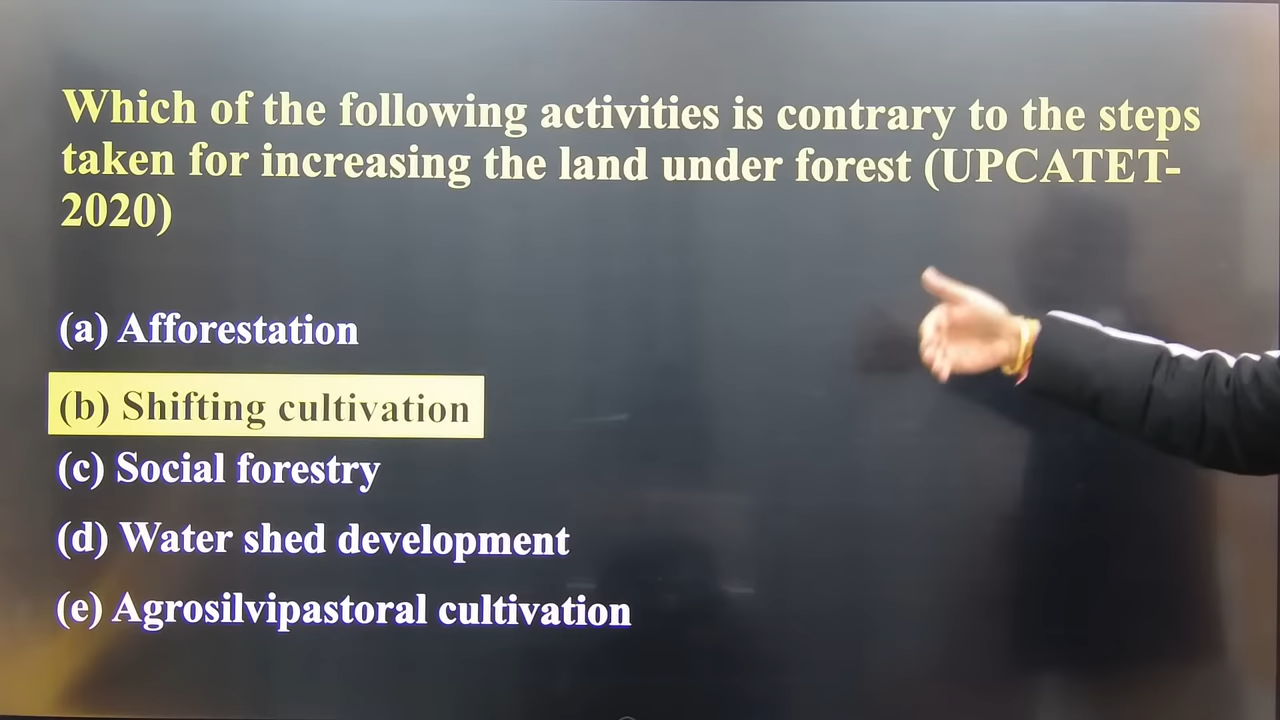 Which of the following activities is contrary to the steps
taken for increasing the land under forest (UPCATET-
2020)
(a) Afforestation
(b) Shifting cultivation
(c) Social forestry
(d) Water shed development
(e) Agrosilvipastoral cultivation